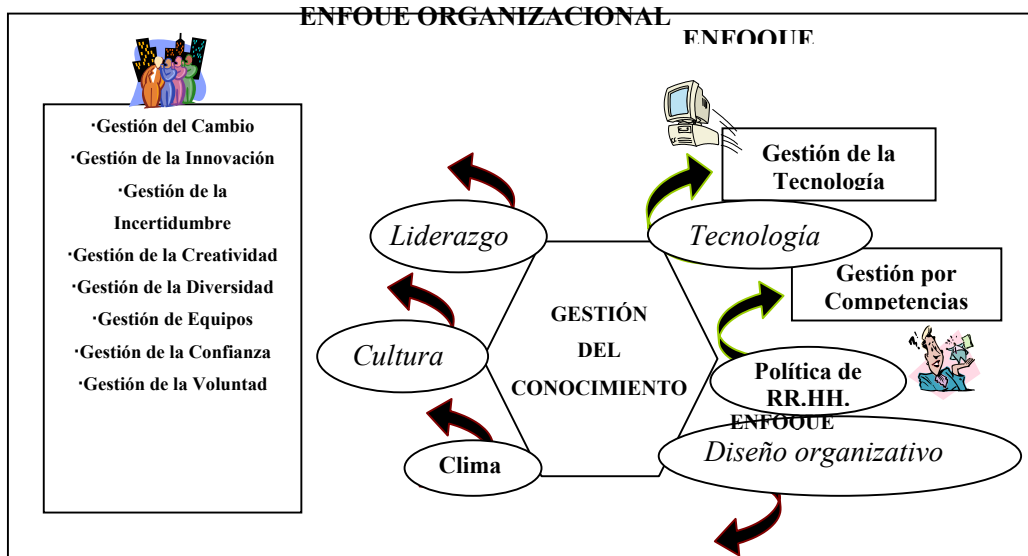 ENFOUE ORGANIZACIONAL
ENFOQUE
·Gestión del Cambio
·Gestión de la Innovación
·Gestión de la
Incertidumbre
·Gestión de la Creatividad
·Gestión de la Diversidad
·Gestión de Equipos
·Gestión de la Confianza
·Gestión de la Voluntad
Liderazgo
Cultura
Clima
GESTIÓN
DEL
CONOCIMIENTO
Tecnología
Gestión de la
Tecnología
Gestión por
Competencias
Política de
RR.HH.
ENFOQUE
Diseño organizativo